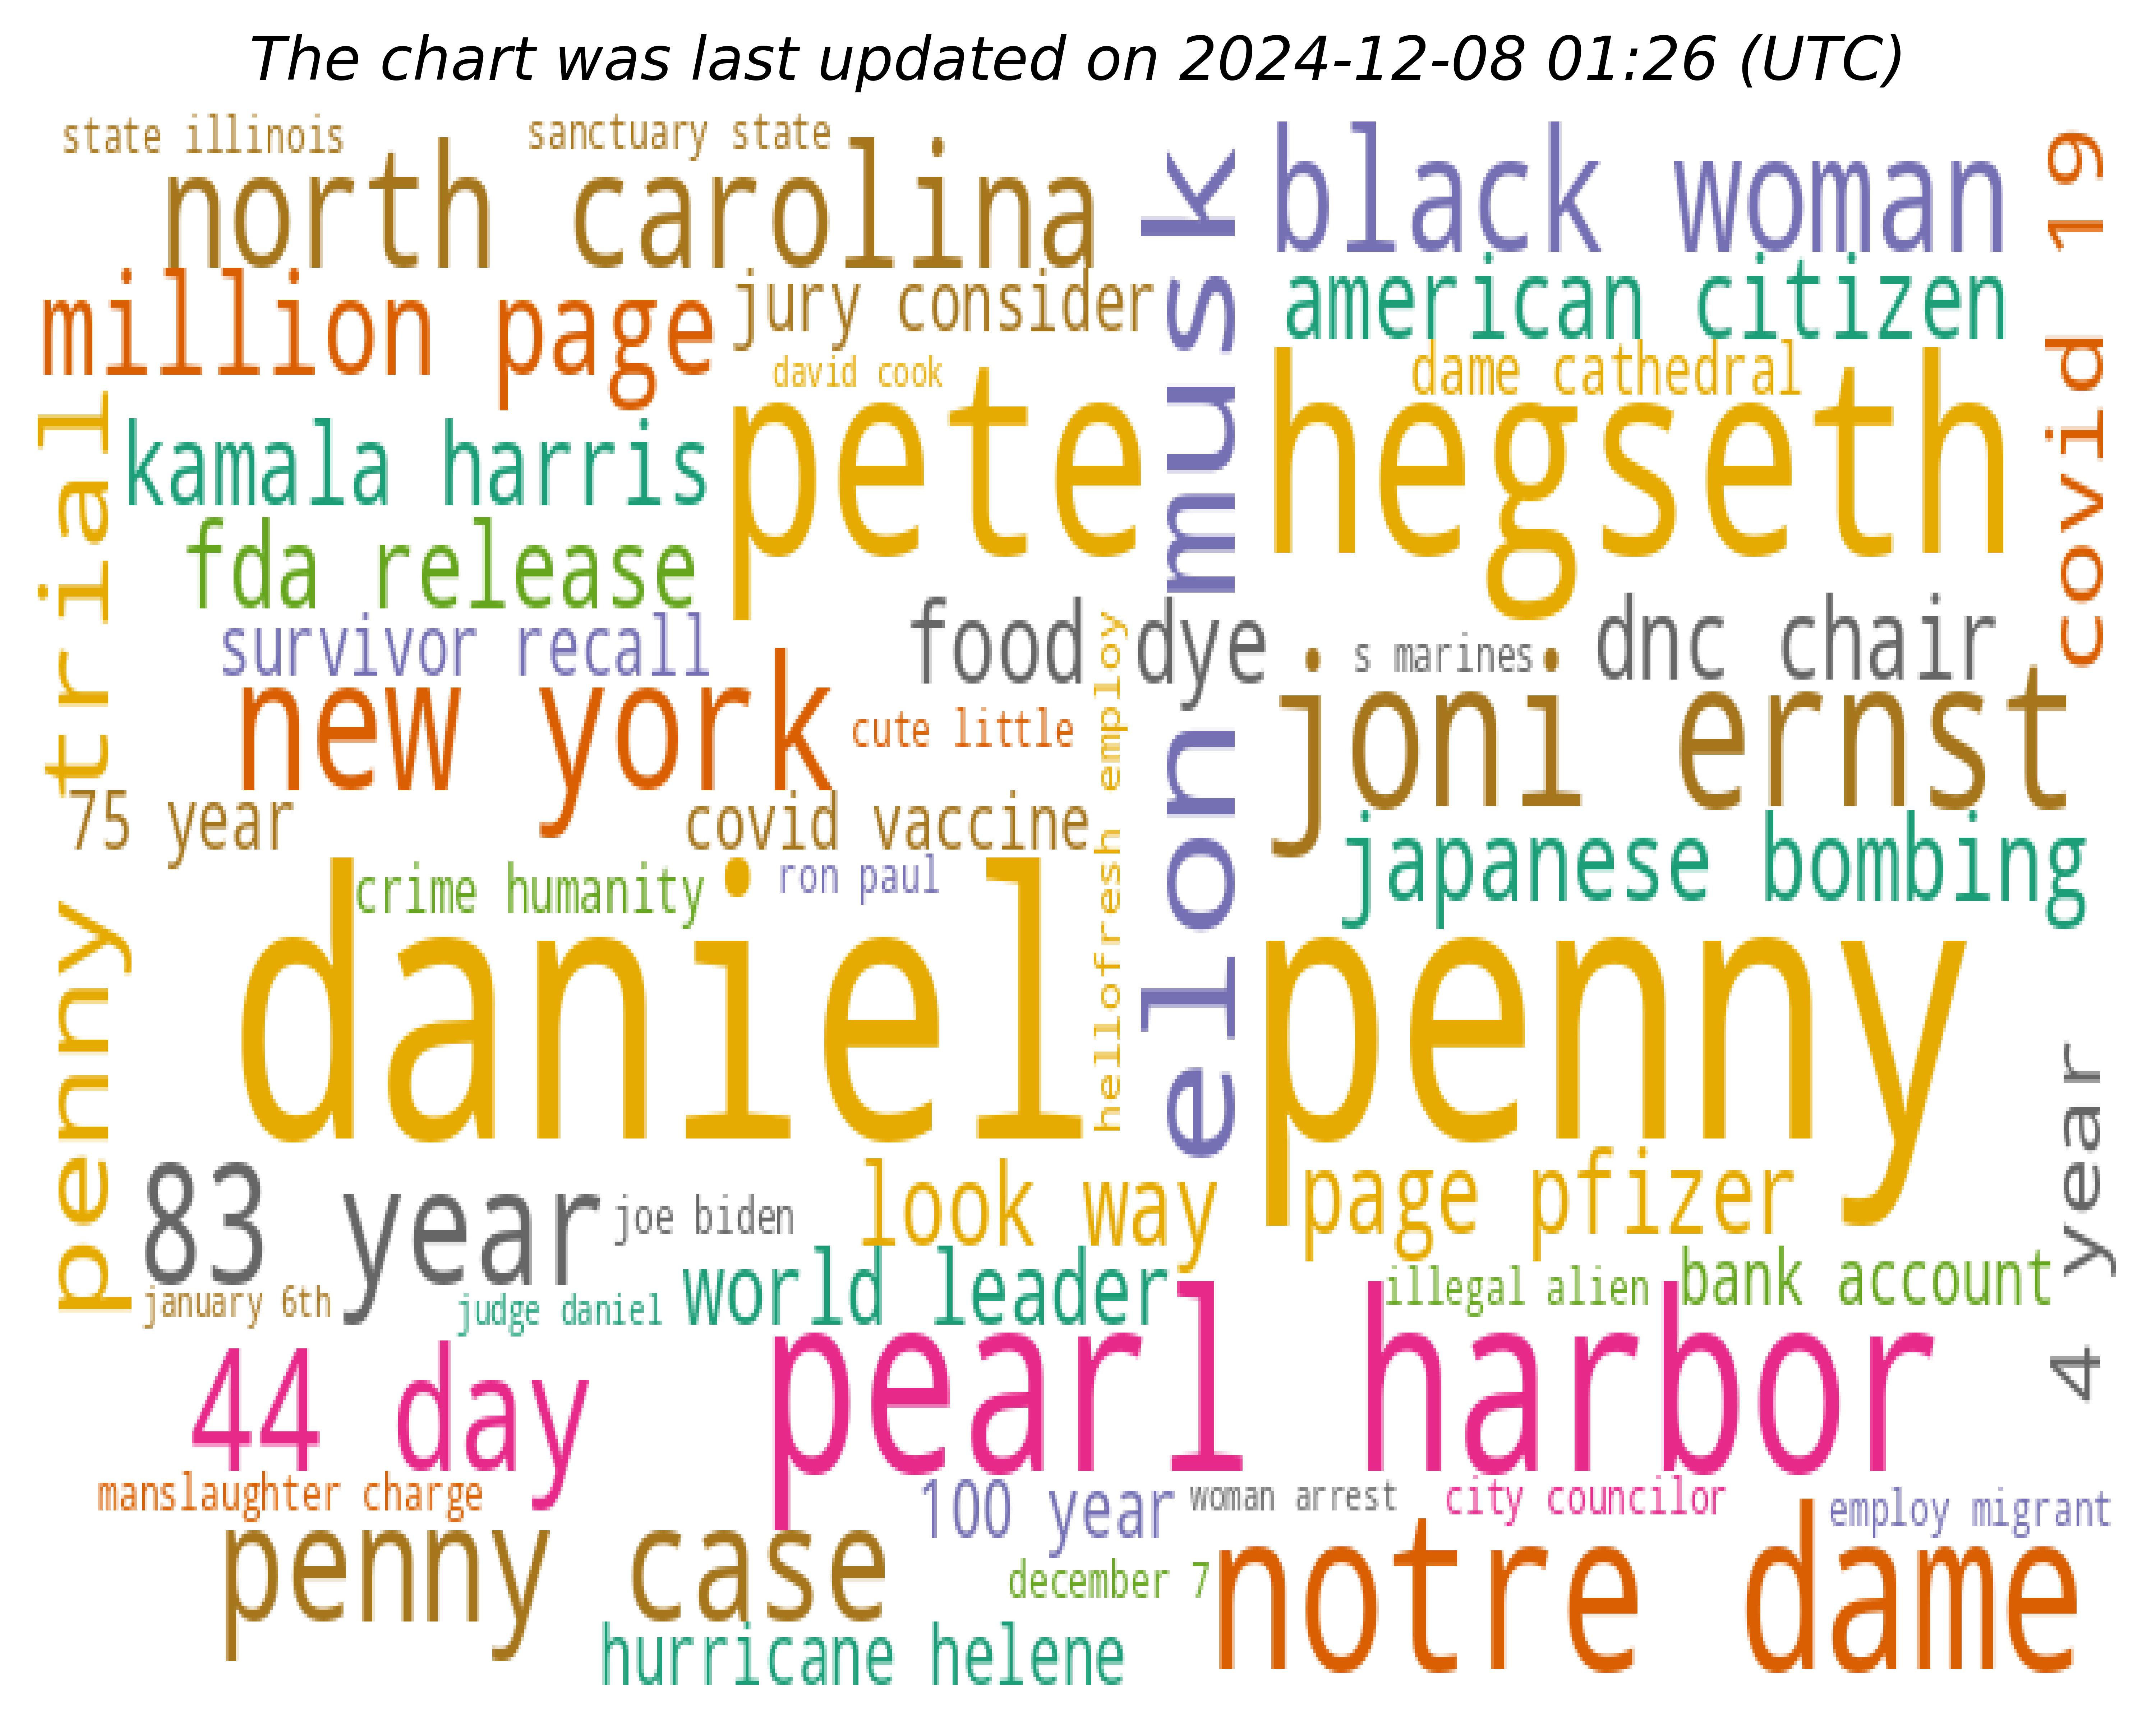 The chart was last updated on 2024-12-08 01:26 (UTC)
state illinois
sanctuary state
north carolina
black woman
covid 19
elon musk
million page
jury consider
american citizen
david cook
dame cathedral
pete hegseth
penny trial
kamala harris
fda release
survivor recall
food dye
s marines
dnc chair
new york
cute little
hellofresh employ
joni ernst
75 year
covid vaccine
japanese bombing
crime humanity
ron paul
daniel penny
83 year
joe biden
look way
page pfizer
4 year
january 6th
judge daniel
world leader
illegal alien
bank account
44 day
pearl harbor
manslaughter charge
100 year
woman arrest
city councilor
employ migrant
penny case
december 7
notre dame
hurricane helene